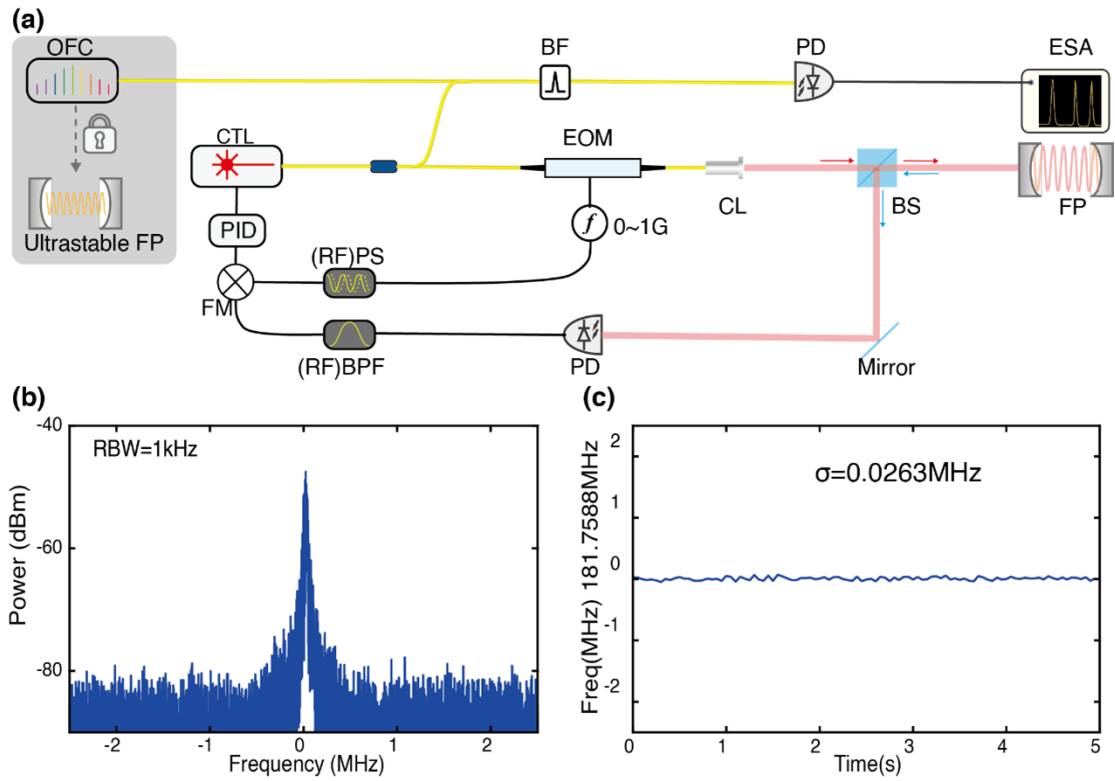 (a)
OFC
BF
PD
ESA
CTL
EOM
Ultrastable FP
PID
f
0~1G
CL
BS
FP
(RF)PS
FM
(RF)BPF
PD
Mirror
(b)
RBW=1kHz
-40
-60
-80
Power (dBm)
-2
-1
0
1
2
Frequency (MHz)
(c)
σ=0.0263MHz
2
1
0
-1
-2
Freq(MHz) 181.7588MHz
0
1
2
3
4
5
Time(s)